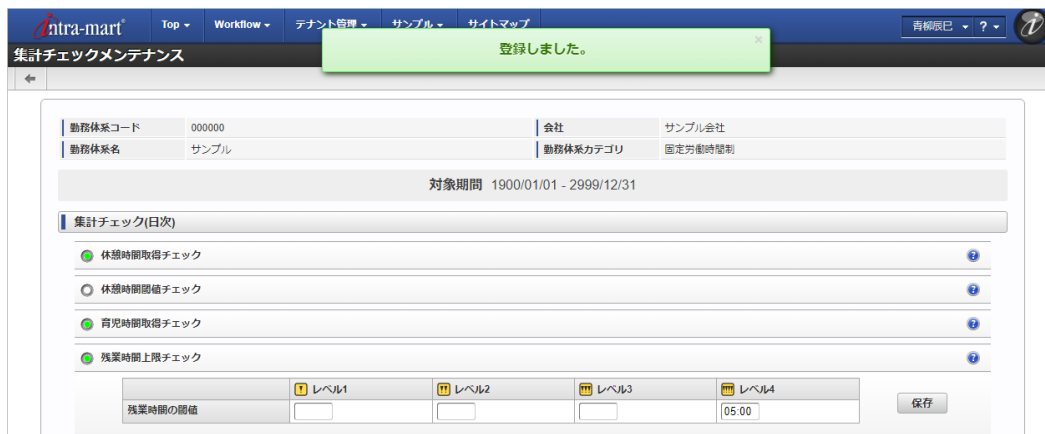 intra-mart Top Workflow テナント管理 サンプル サイトマップ 青柳辰巳 ?
登録しました。 ×
集計チェックメンテナンス
勤務体系コード 000000 会社 サンプル会社
勤務体系名 サンプル 勤務体系カテゴリ 固定労働時間制
対象期間 1900/01/01 - 2999/12/31
集計チェック(日次)
休憩時間取得チェック ?
休憩時間閾値チェック ?
育児時間取得チェック ?
残業時間上限チェック ?
レベル1 レベル2 レベル3 レベル4
残業時間の閾値 05:00 保存